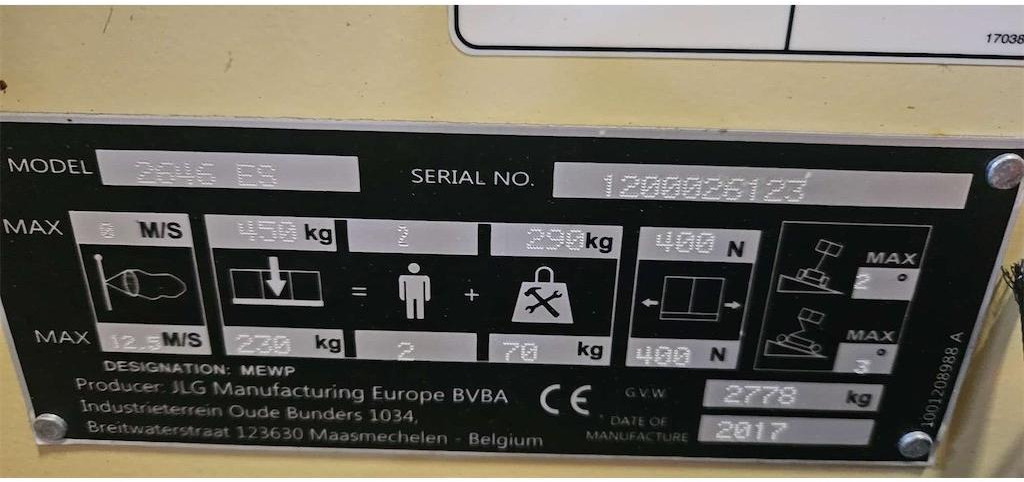 17038
MODEL 2646 ES SERIAL NO. 1200026123
MAX 0 M/S 450 kg 2 290 kg 400 N
= +
MAX 2 °
MAX 3 °
MAX 12.5 M/S 230 kg 2 70 kg 400 N
DESIGNATION: MEWP
Producer: JLG Manufacturing Europe BVBA
Industrieterrein Oude Bunders 1034,
Breitwaterstraat 123630 Maasmechelen - Belgium
CE
G.V.W 2778 kg
DATE OF
MANUFACTURE 2017
1001208988 A